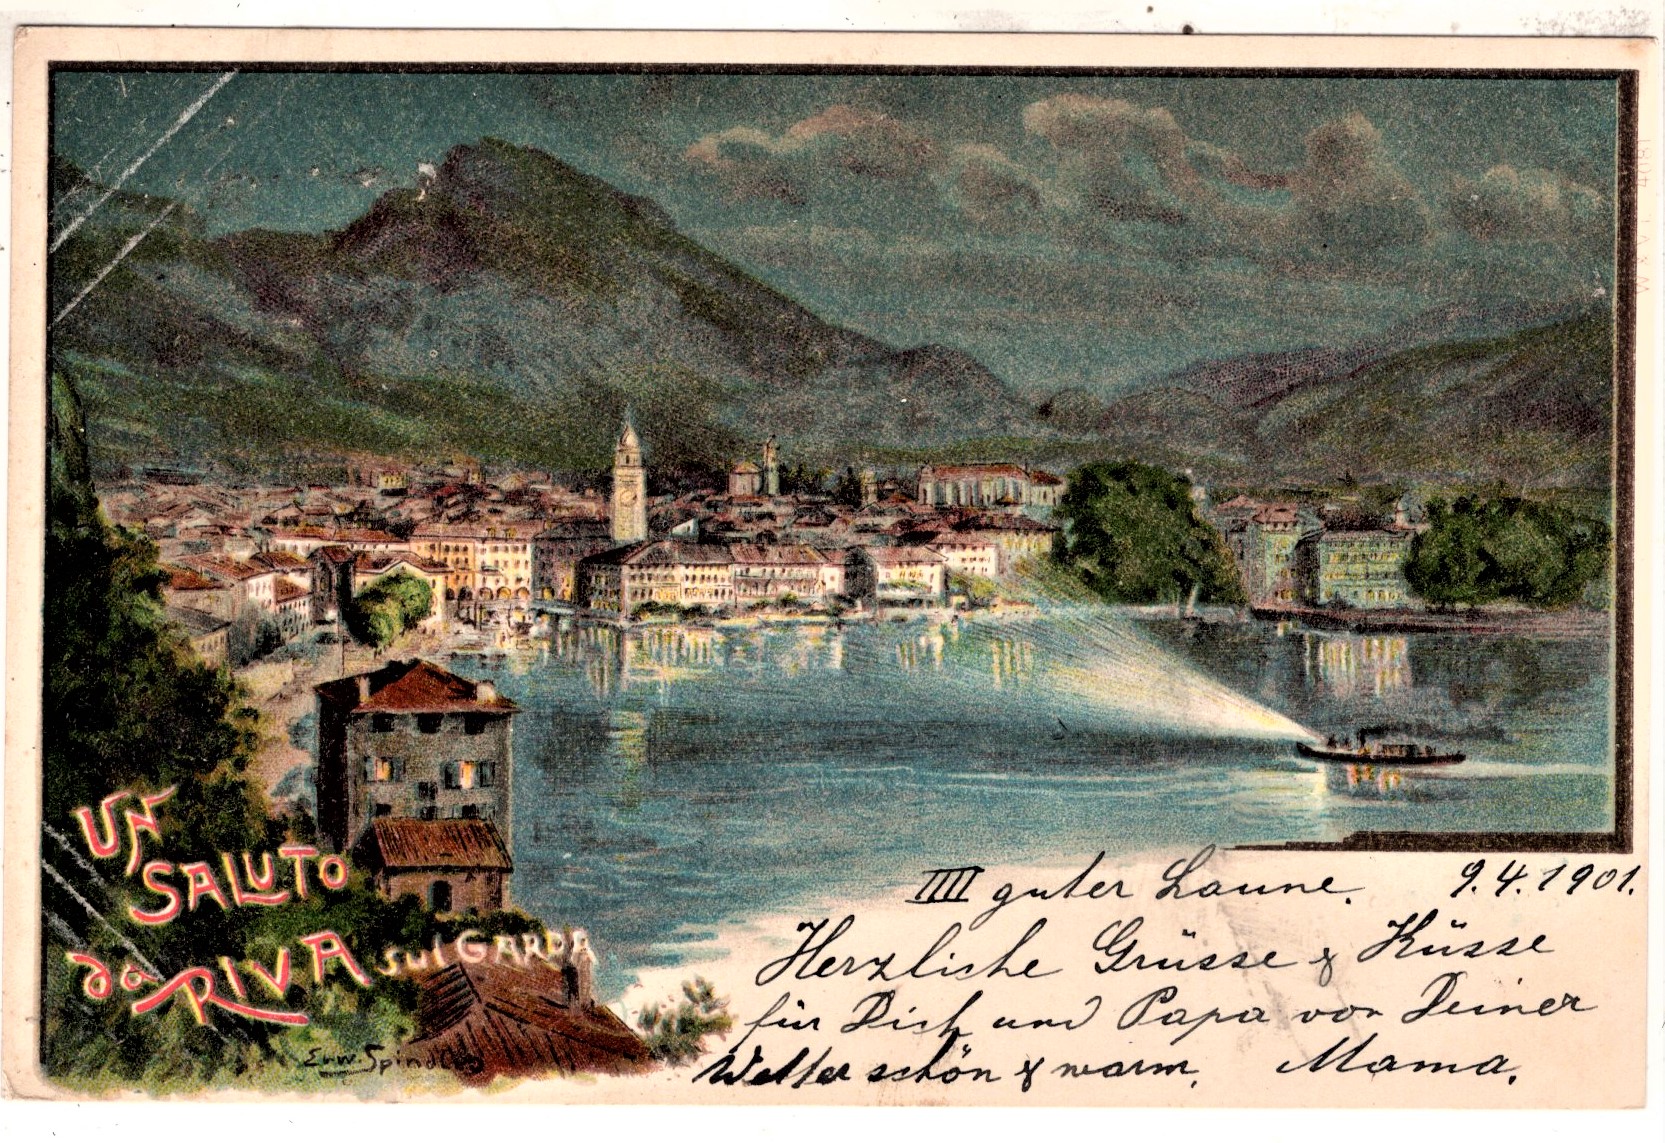 UN
SALUTO
da RIVA sul GARDA
Erw. Spindler
IIII guter Laune. 9.4.1901.
Herzliche Grüsse & Küsse
für Dich und Papa von Deiner
Wetter schön & warm. Mama.